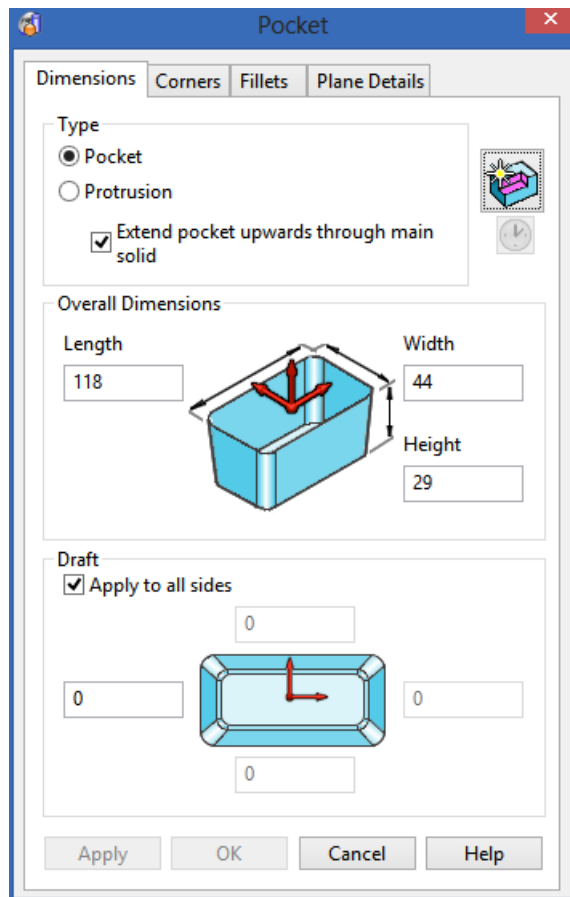 Pocket
Dimensions Corners Fillets Plane Details
Type
Pocket
Protrusion
Extend pocket upwards through main
solid
Overall Dimensions
Length Width
118 44
Height
29
Draft
Apply to all sides
0
0 0
0
Apply OK Cancel Help